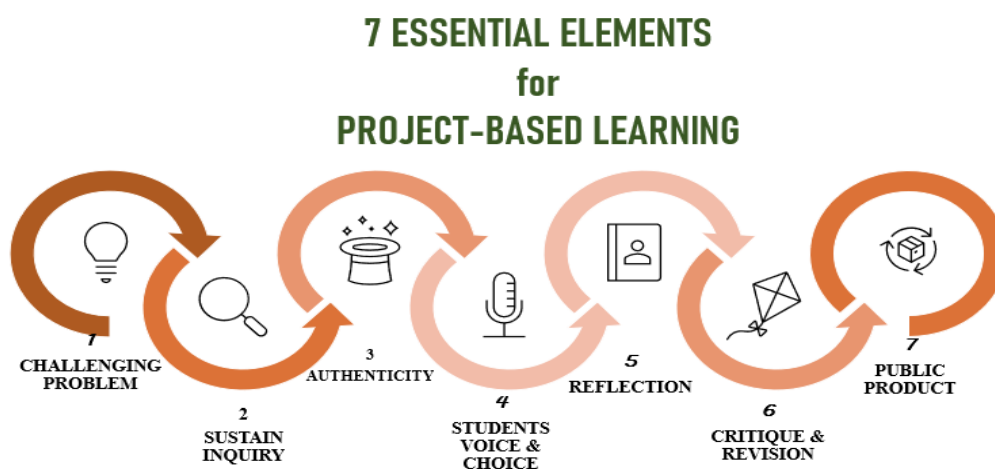 7 ESSENTIAL ELEMENTS
for
PROJECT-BASED LEARNING
1
CHALLENGING
PROBLEM
2
SUSTAIN
INQUIRY
3
AUTHENTICITY
4
STUDENTS
VOICE &
CHOICE
5
REFLECTION
6
CRITIQUE &
REVISION
7
PUBLIC
PRODUCT